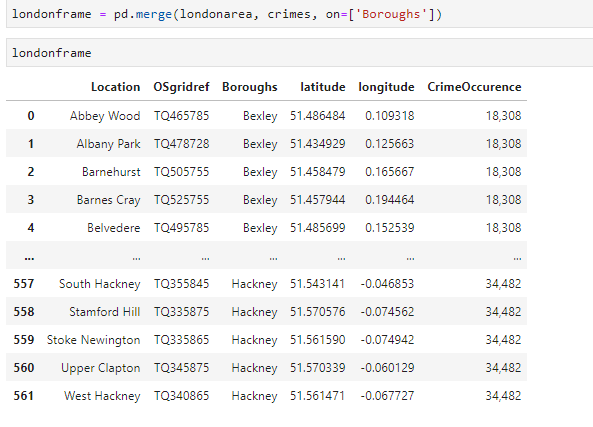 londonframe = pd.merge(londonarea, crimes, on=['Boroughs'])
londonframe
Location OSgridref Boroughs latitude longitude CrimeOccurence
0 Abbey Wood TQ465785 Bexley 51.486484 0.109318 18,308
1 Albany Park TQ478728 Bexley 51.434929 0.125663 18,308
2 Barnehurst TQ505755 Bexley 51.458479 0.165667 18,308
3 Barnes Cray TQ525755 Bexley 51.457944 0.194464 18,308
4 Belvedere TQ495785 Bexley 51.485699 0.152539 18,308
... ... ... ... ... ... ...
557 South Hackney TQ355845 Hackney 51.543141 -0.046853 34,482
558 Stamford Hill TQ335875 Hackney 51.570576 -0.074562 34,482
559 Stoke Newington TQ335865 Hackney 51.561590 -0.074942 34,482
560 Upper Clapton TQ345875 Hackney 51.570339 -0.060129 34,482
561 West Hackney TQ340865 Hackney 51.561471 -0.067727 34,482